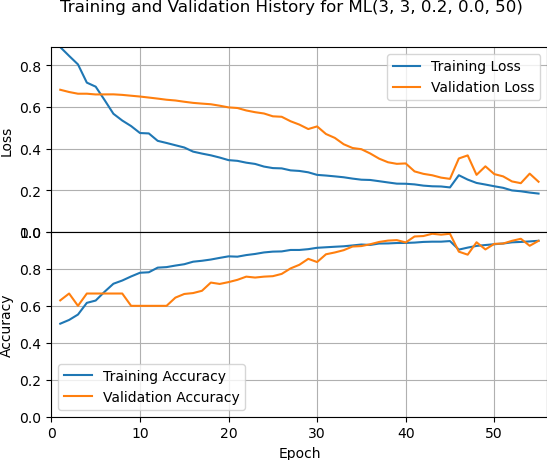 Training and Validation History for ML(3, 3, 0.2, 0.0, 50)
Loss
0.8
0.6
0.4
0.2
0.0
Training Loss
Validation Loss
Accuracy
1.0
0.8
0.6
0.4
0.2
0.0
Training Accuracy
Validation Accuracy
0 10 20 30 40 50
Epoch